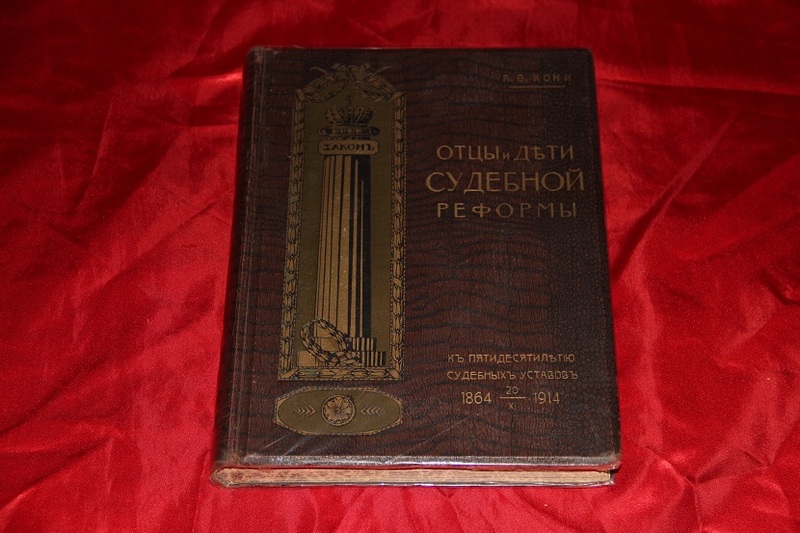 А. Ѳ. КОНИ
ЗАКОНЪ
ОТЦЫ и ДѢТИ
СУДЕБНОЙ
РЕФОРМЫ
КЪ ПЯТИДЕСЯТИЛѢТІЮ
СУДЕБНЫХЪ УСТАВОВЪ
1864 20/XI 1914